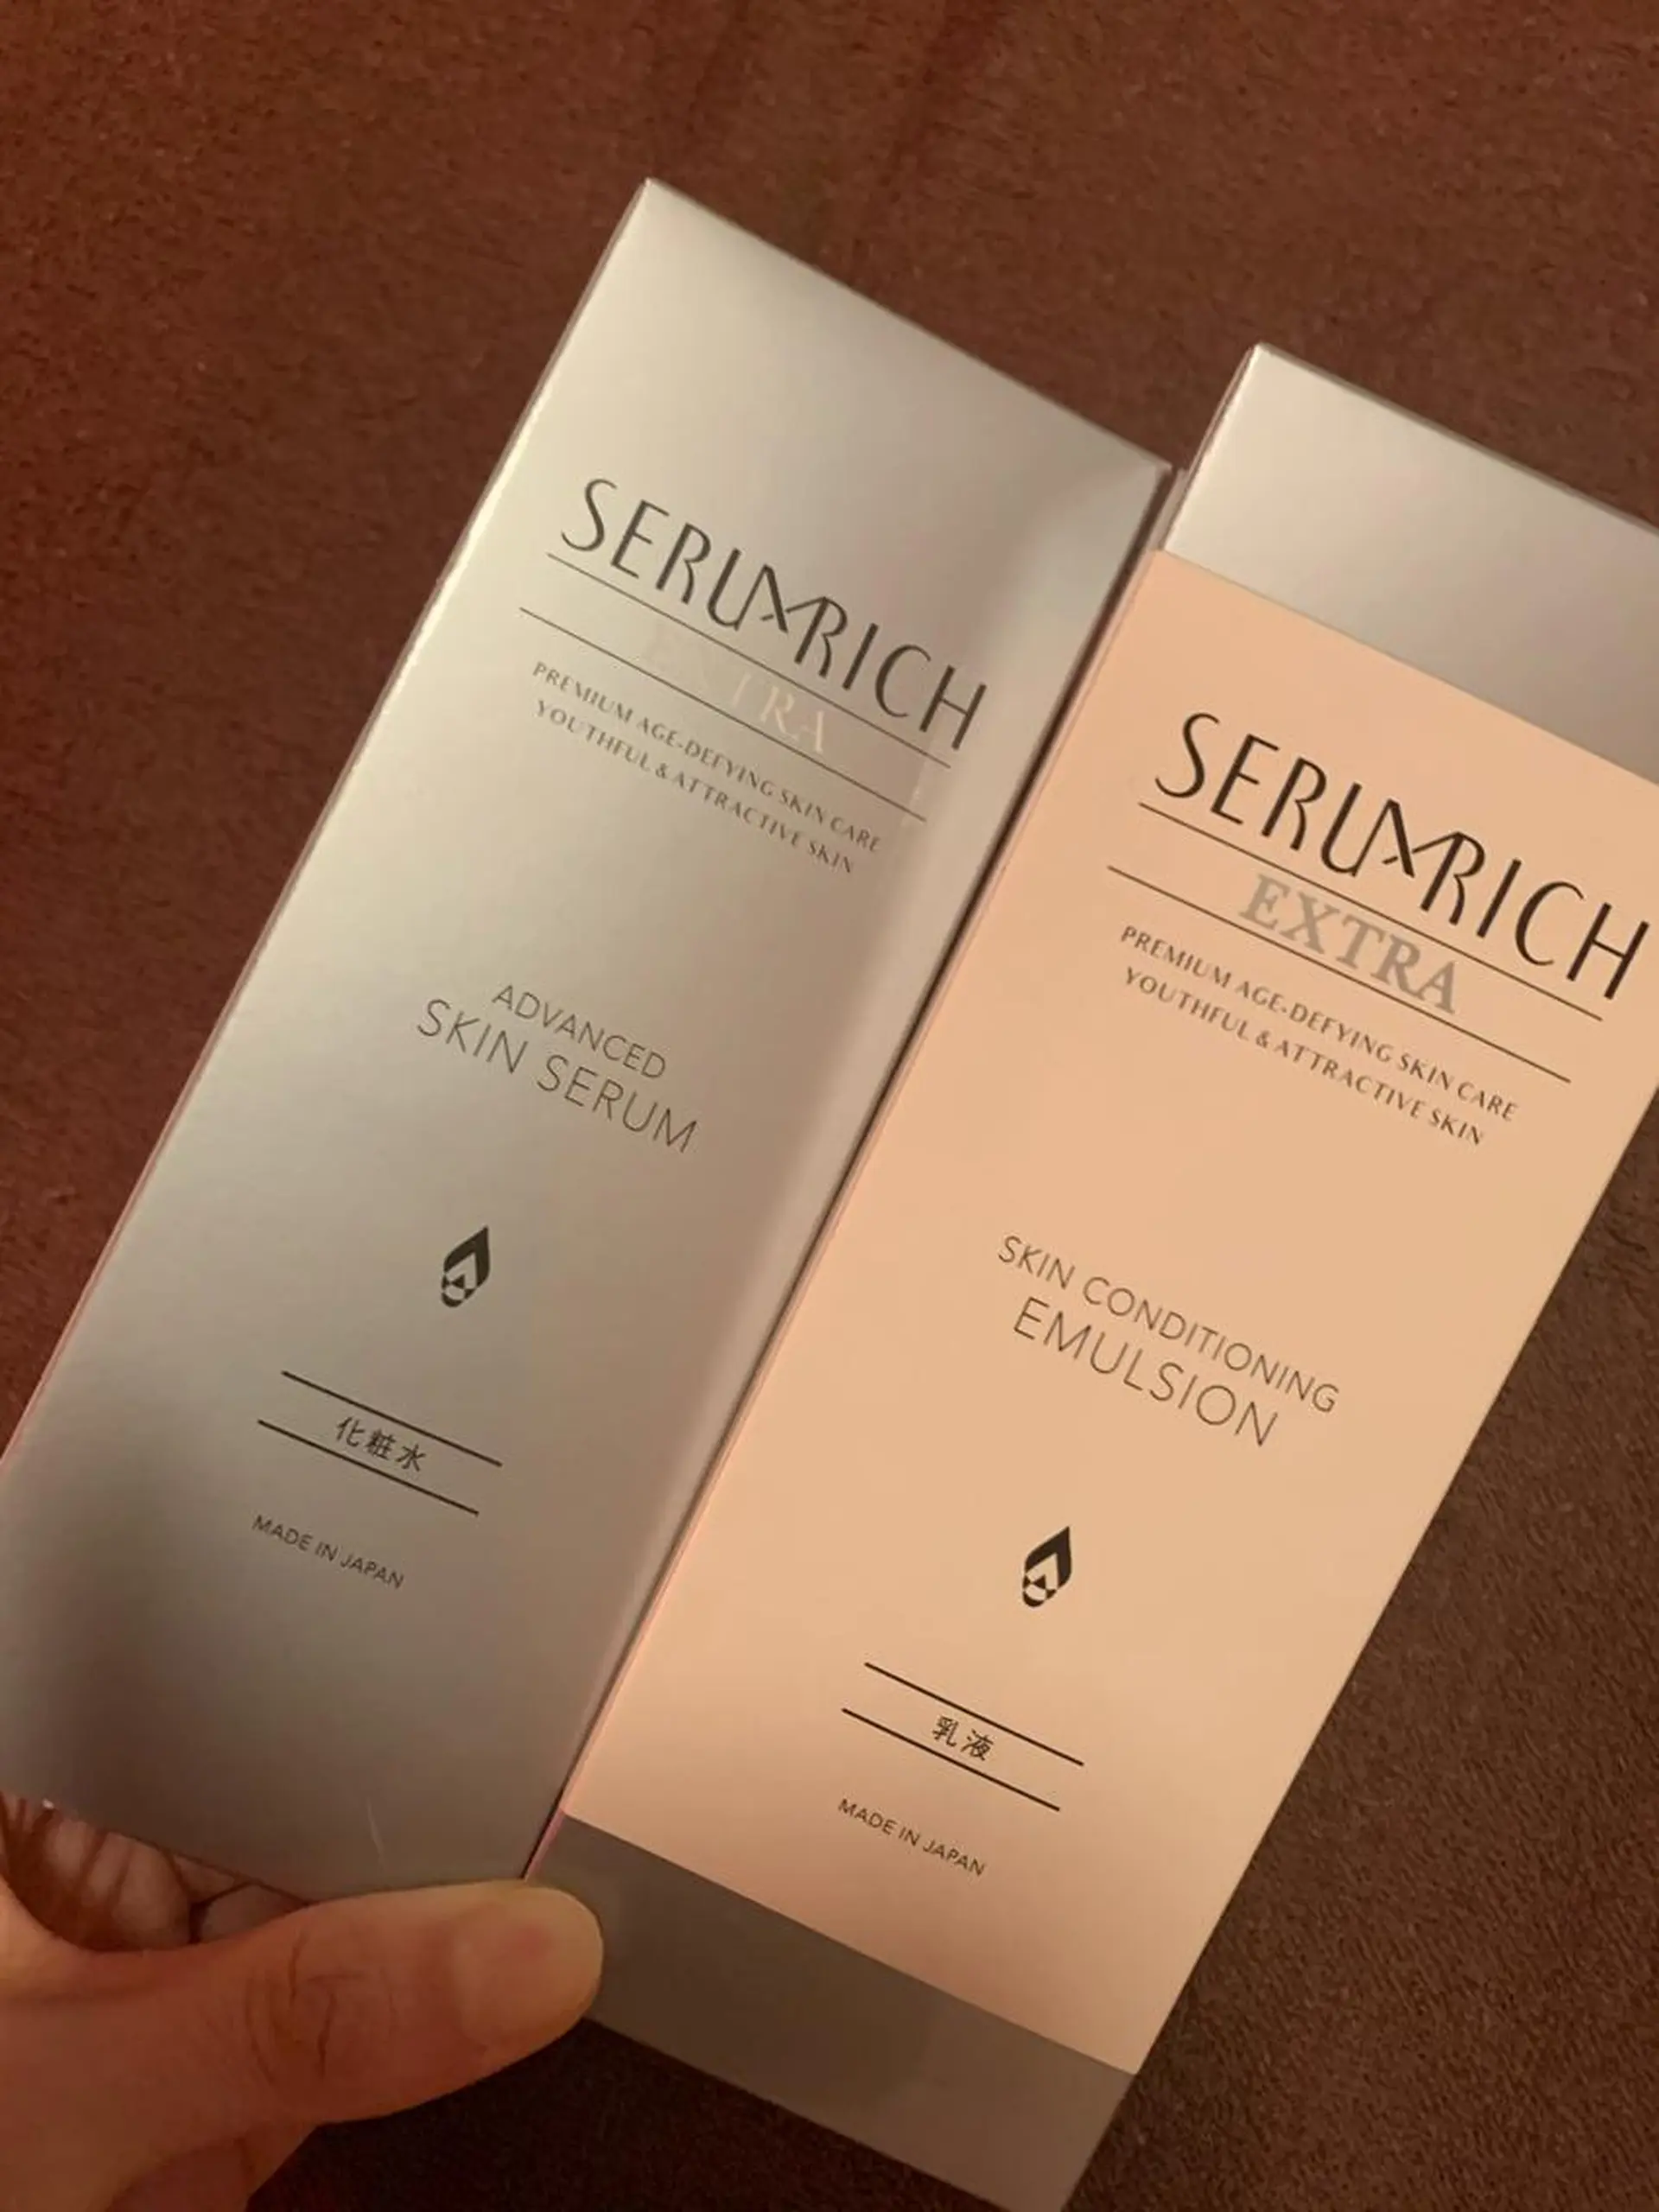 SERUMRICH
EXTRA
PREMIUM AGE-DEFYING SKIN CARE
YOUTHFUL & ATTRACTIVE SKIN
ADVANCED
SKIN SERUM
化粧水
MADE IN JAPAN
SERUMRICH
EXTRA
PREMIUM AGE-DEFYING SKIN CARE
YOUTHFUL & ATTRACTIVE SKIN
SKIN CONDITIONING
EMULSION
乳液
MADE IN JAPAN